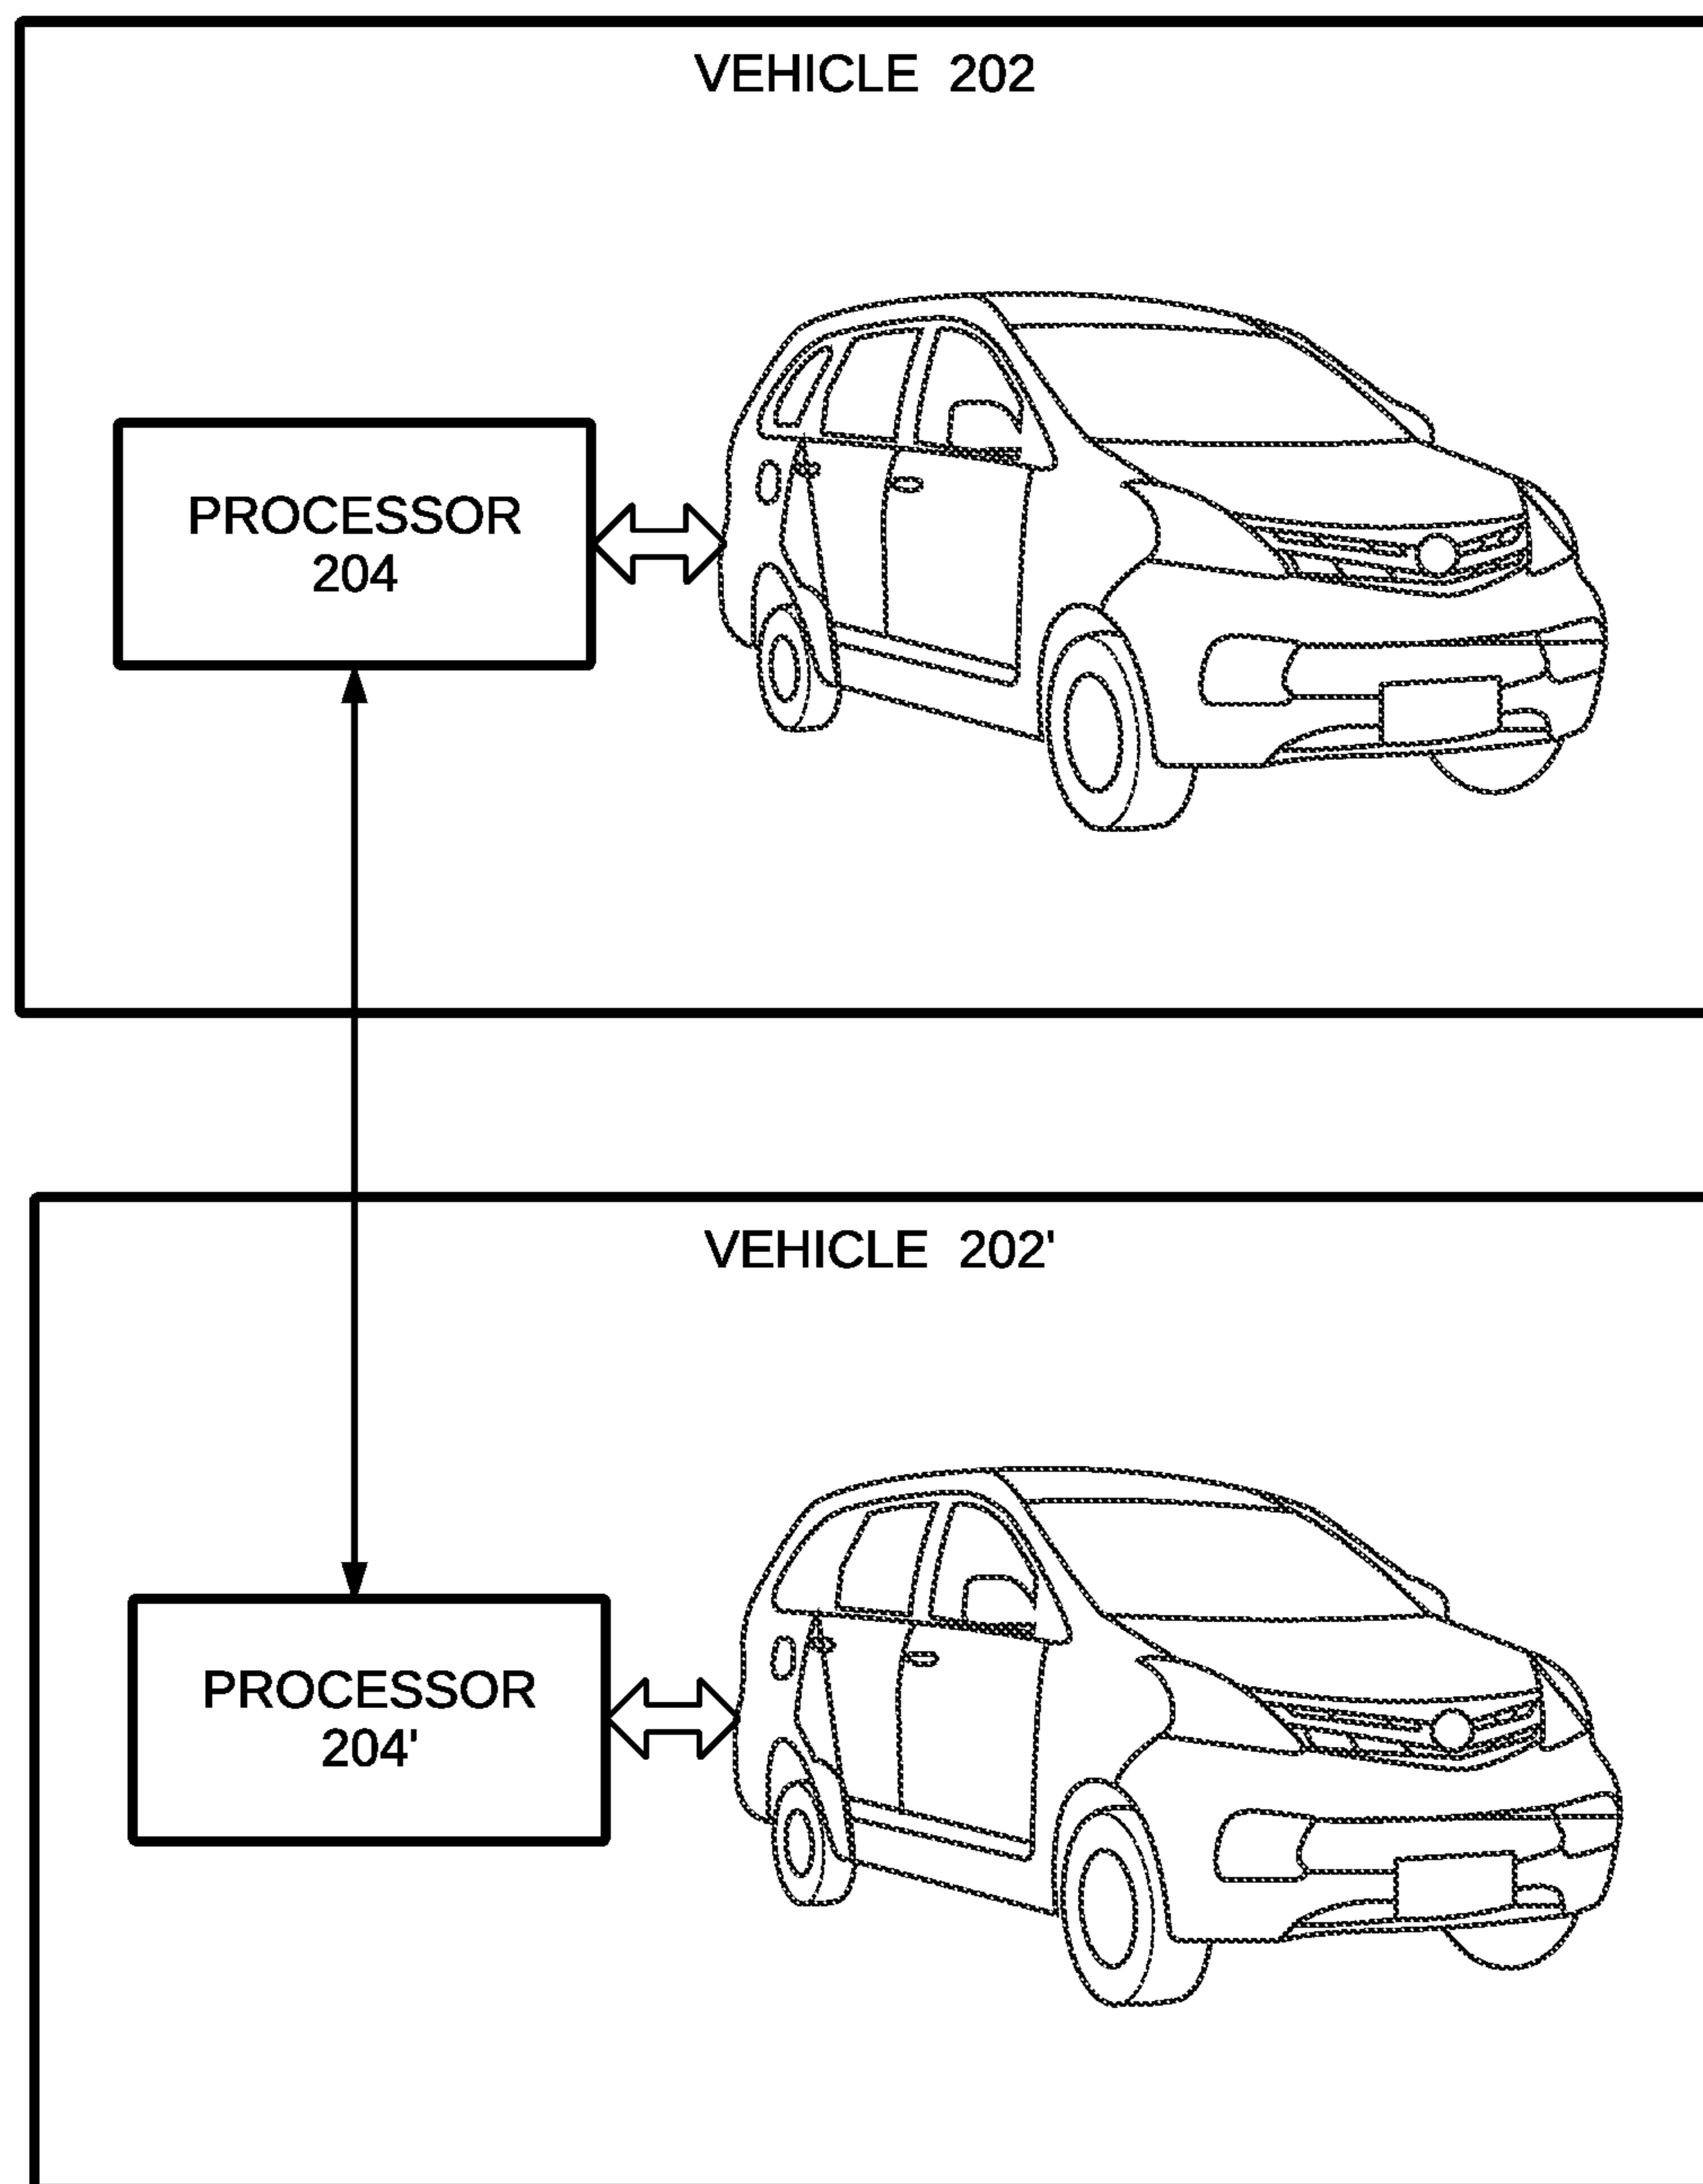 VEHICLE 202
PROCESSOR
204
VEHICLE 202'
PROCESSOR
204'